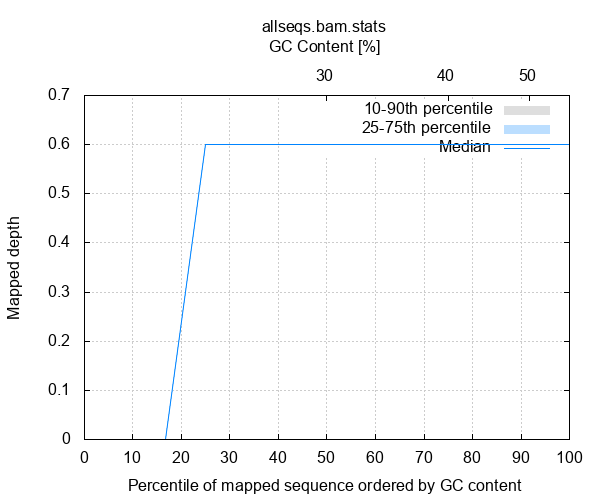 allseqs.bam.stats
GC Content [%]
30 40 50
10-90th percentile
25-75th percentile
Median
0.7
0.6
0.5
0.4
0.3
0.2
0.1
0
Mapped depth
0 10 20 30 40 50 60 70 80 90 100
Percentile of mapped sequence ordered by GC content